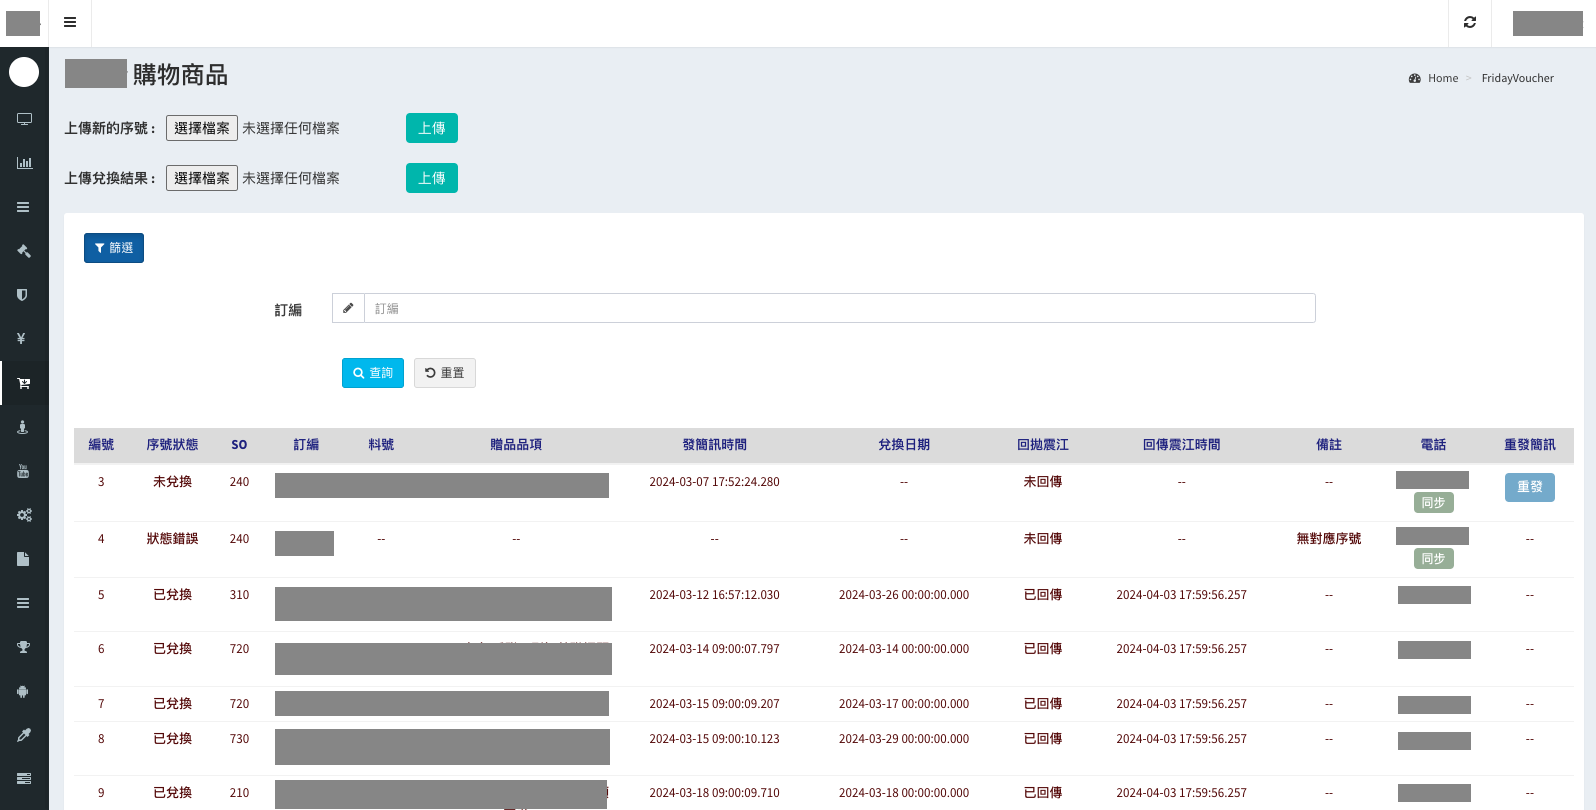 購物商品
Home > FridayVoucher
上傳新的序號 : 選擇檔案 未選擇任何檔案 上傳
上傳兌換結果 : 選擇檔案 未選擇任何檔案 上傳
篩選
訂編 訂編
查詢 重置
編號 序號狀態 SO 訂編 料號 贈品品項 發簡訊時間 兌換日期 回拋震江 回傳震江時間 備註 電話 重發簡訊
3 未兌換 240 2024-03-07 17:52:24.280 -- 未回傳 -- -- 同步 重發
4 狀態錯誤 240 -- -- -- -- 未回傳 -- 無對應序號 同步 --
5 已兌換 310 2024-03-12 16:57:12.030 2024-03-26 00:00:00.000 已回傳 2024-04-03 17:59:56.257 -- --
6 已兌換 720 2024-03-14 09:00:07.797 2024-03-14 00:00:00.000 已回傳 2024-04-03 17:59:56.257 -- --
7 已兌換 720 2024-03-15 09:00:09.207 2024-03-17 00:00:00.000 已回傳 2024-04-03 17:59:56.257 -- --
8 已兌換 730 2024-03-15 09:00:10.123 2024-03-29 00:00:00.000 已回傳 2024-04-03 17:59:56.257 -- --
9 已兌換 210 2024-03-18 09:00:09.710 2024-03-18 00:00:00.000 已回傳 2024-04-03 17:59:56.257 -- --